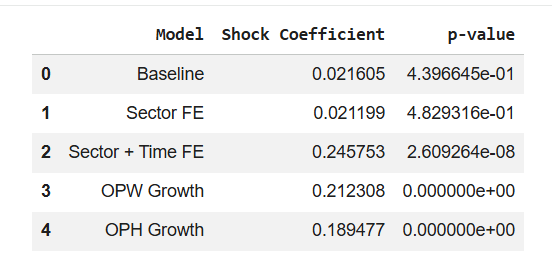 Model Shock Coefficient p-value
0 Baseline 0.021605 4.396645e-01
1 Sector FE 0.021199 4.829316e-01
2 Sector + Time FE 0.245753 2.609264e-08
3 OPW Growth 0.212308 0.000000e+00
4 OPH Growth 0.189477 0.000000e+00